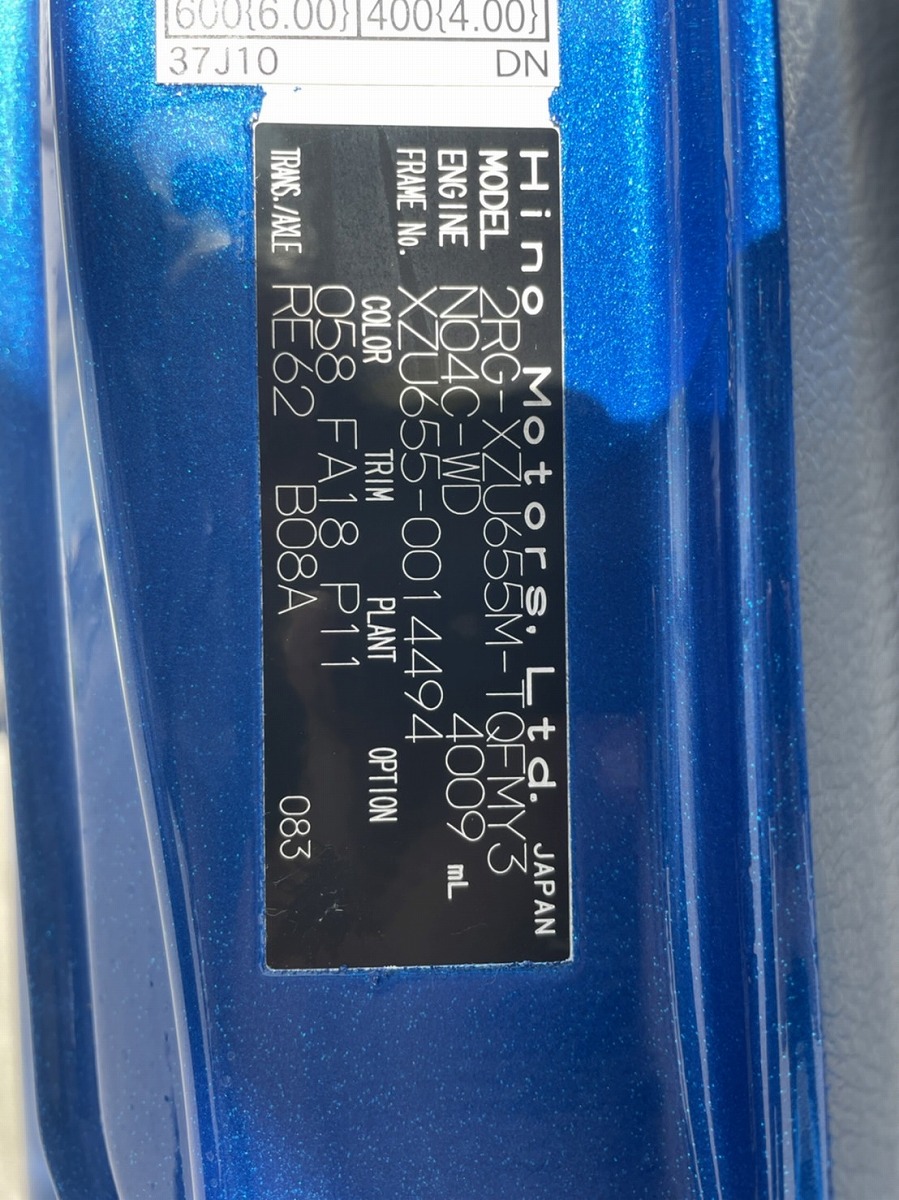 600{6.00} 400{4.00}
37J10 DN
Hino Motors, Ltd. JAPAN
MODEL 2RG-XZU655M-TQFMY3
ENGINE N04C-WD 4009 mL
FRAME No. XZU655-0014494
COLOR TRIM PLANT OPTION
058 FA18 P11
TRANS./AXLE RE62 B08A 083